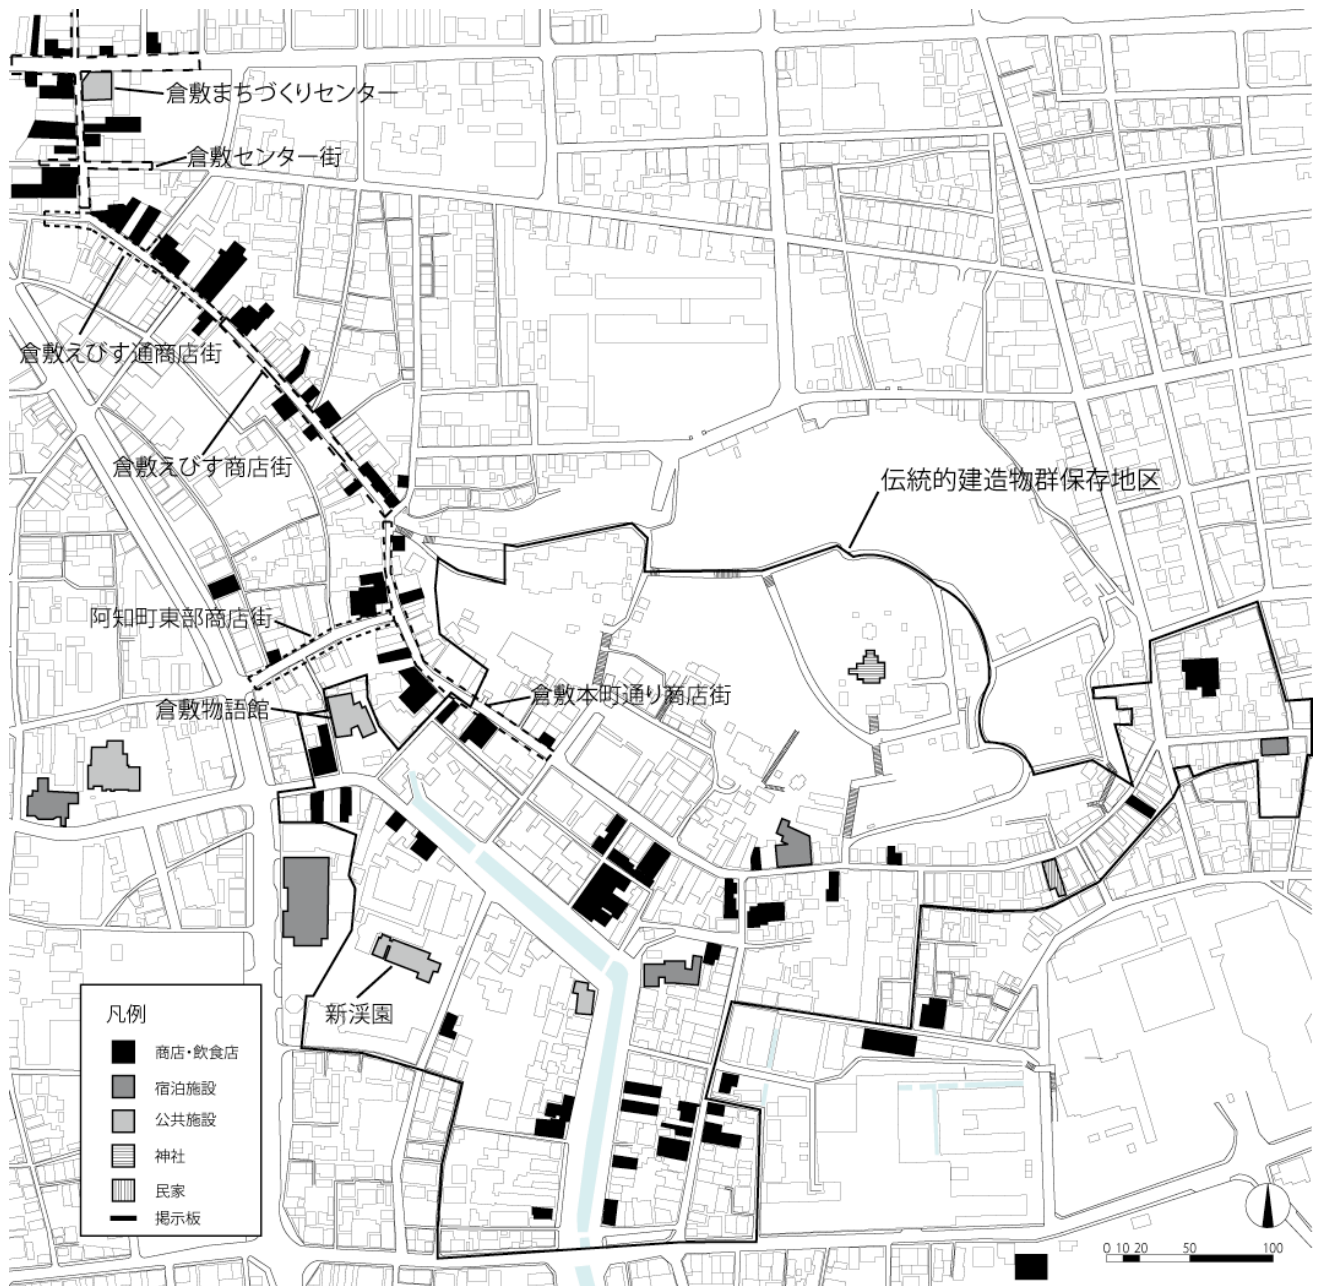 倉敷まちづくりセンター
倉敷センター街
倉敷えびす通商店街
倉敷えびす商店街
伝統的建造物群保存地区
阿知町東部商店街
倉敷本町通り商店街
倉敷物語館
新渓園
凡例
商店・飲食店
宿泊施設
公共施設
神社
民家
掲示板
0 10 20 50 100